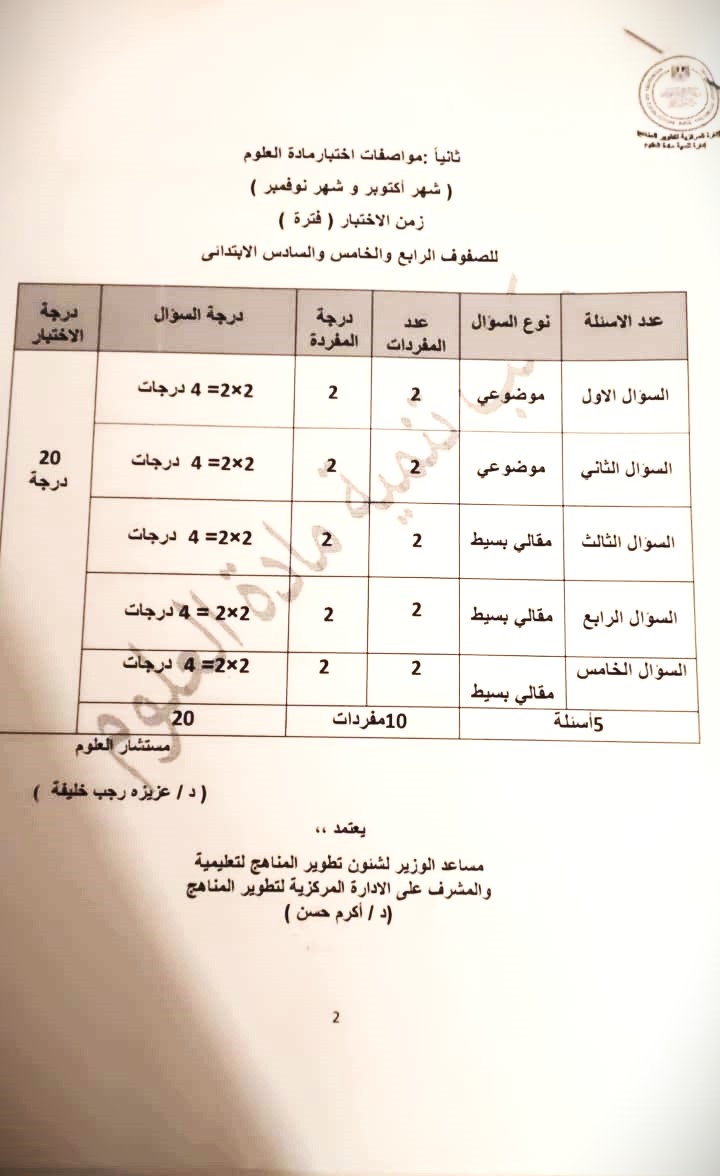 الادارة المركزية لتطوير المناهج
إدارة تنمية مادة العلوم
ثانياً :مواصفات اختبارمادة العلوم
( شهر أكتوبر و شهر نوفمبر )
زمن الاختبار ( فترة )
للصفوف الرابع والخامس والسادس الابتدائى
عدد الاسئلة نوع السؤال عدد المفردات درجة المفردة درجة السؤال درجة الاختبار
السؤال الاول موضوعي 2 2 2×2= 4 درجات
السؤال الثاني موضوعي 2 2 2×2= 4 درجات
20 درجة
السؤال الثالث مقالي بسيط 2 2 2×2= 4 درجات
السؤال الرابع مقالي بسيط 2 2 2×2 = 4 درجات
السؤال الخامس مقالي بسيط 2 2 2×2= 4 درجات
5أسئلة 10مفردات 20
مستشار العلوم
( د / عزيزه رجب خليفة )
يعتمد ،،
مساعد الوزير لشئون تطوير المناهج لتعليمية
والمشرف على الادارة المركزية لتطوير المناهج
(د / أكرم حسن )
2
تنمية مادة العلوم